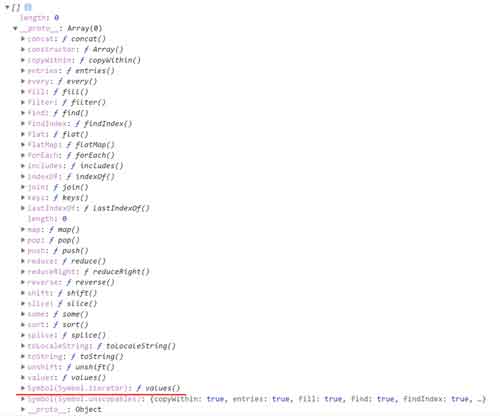 []
length: 0
__proto__: Array(0)
concat: ƒ concat()
constructor: ƒ Array()
copyWithin: ƒ copyWithin()
entries: ƒ entries()
every: ƒ every()
fill: ƒ fill()
filter: ƒ filter()
find: ƒ find()
findIndex: ƒ findIndex()
flat: ƒ flat()
flatMap: ƒ flatMap()
forEach: ƒ forEach()
includes: ƒ includes()
indexOf: ƒ indexOf()
join: ƒ join()
keys: ƒ keys()
lastIndexOf: ƒ lastIndexOf()
length: 0
map: ƒ map()
pop: ƒ pop()
push: ƒ push()
reduce: ƒ reduce()
reduceRight: ƒ reduceRight()
reverse: ƒ reverse()
shift: ƒ shift()
slice: ƒ slice()
some: ƒ some()
sort: ƒ sort()
splice: ƒ splice()
toLocaleString: ƒ toLocaleString()
toString: ƒ toString()
unshift: ƒ unshift()
values: ƒ values()
Symbol(Symbol.iterator): ƒ values()
Symbol(Symbol.unscopables): {copyWithin: true, entries: true, fill: true, find: true, findIndex: true, …}
__proto__: Object